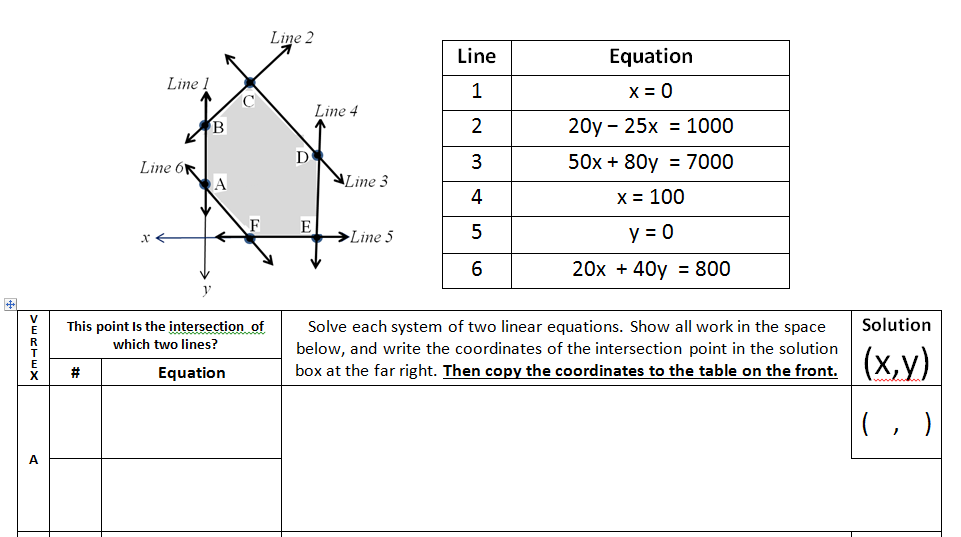 Line 2
Line 1
C
Line 4
B
D
Line 6
A
Line 3
F
E
x
Line 5
y
Line Equation
1 x = 0
2 20y – 25x = 1000
3 50x + 80y = 7000
4 x = 100
5 y = 0
6 20x + 40y = 800
VERTEX
This point Is the intersection of
which two lines?
# Equation
Solve each system of two linear equations. Show all work in the space
below, and write the coordinates of the intersection point in the solution
box at the far right. Then copy the coordinates to the table on the front.
Solution
(x,y)
A
( , )